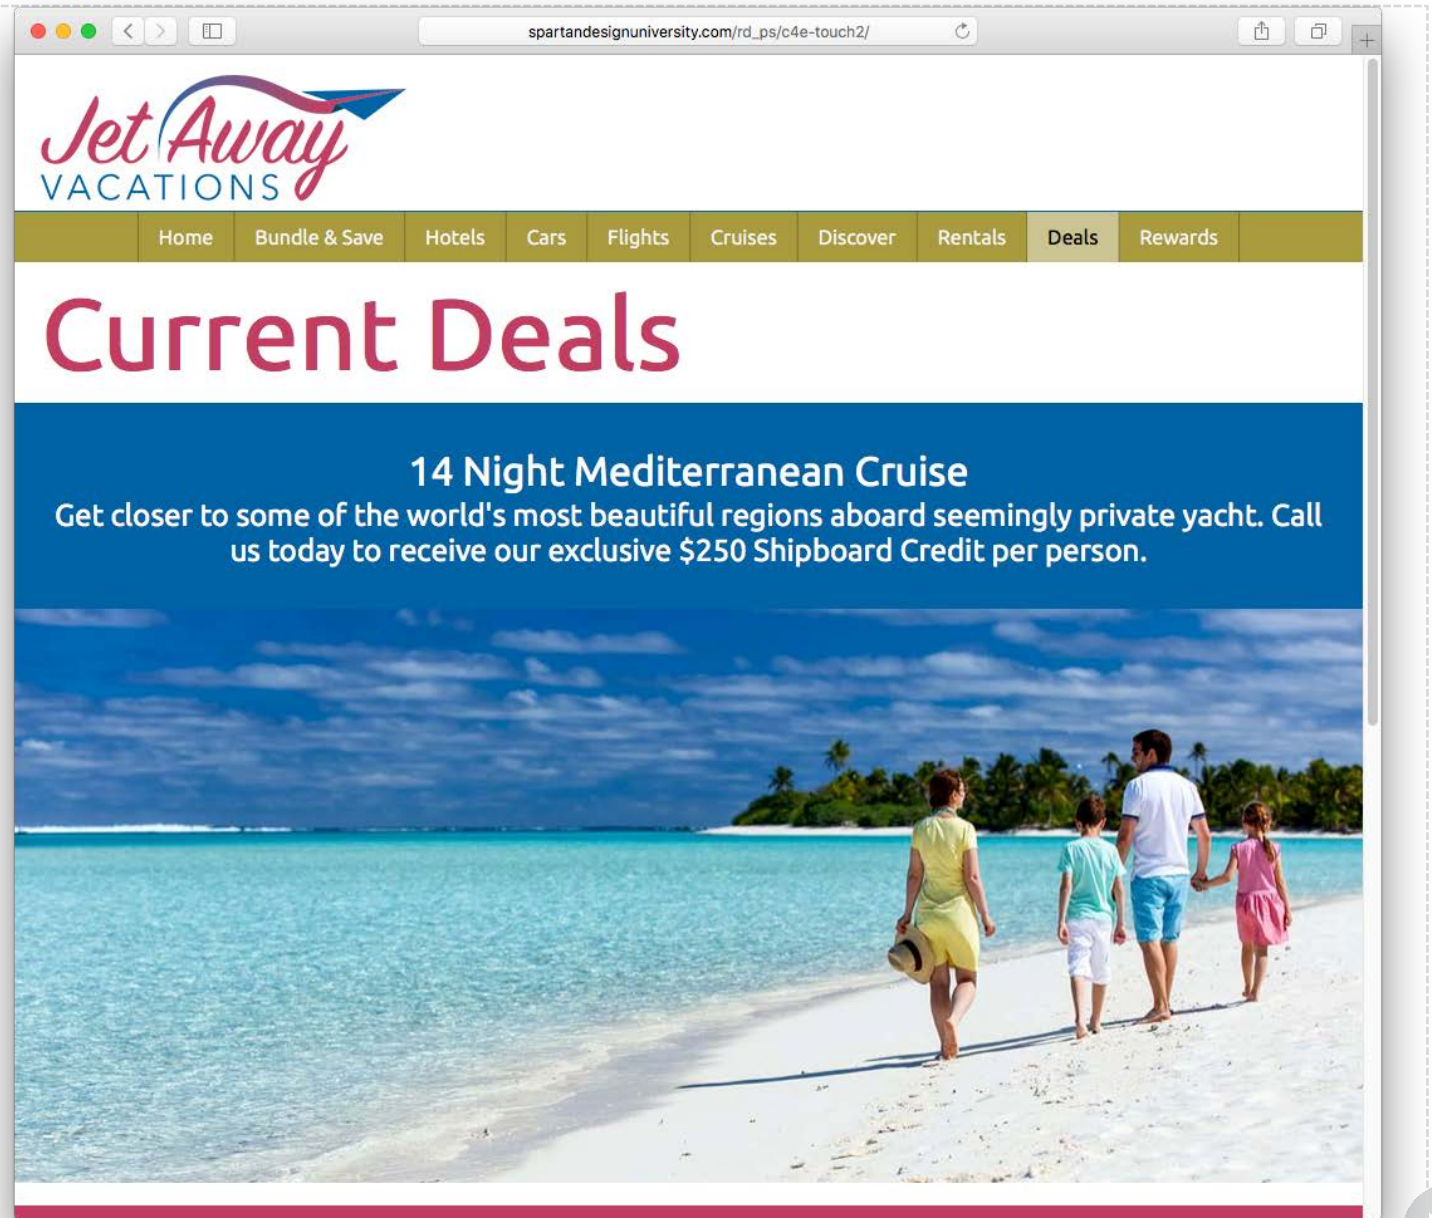 spartandesignuniversity.com/rd_ps/c4e-touch2/
Jet Away
VACATIONS
Home Bundle & Save Hotels Cars Flights Cruises Discover Rentals Deals Rewards
Current Deals
14 Night Mediterranean Cruise
Get closer to some of the world's most beautiful regions aboard seemingly private yacht. Call
us today to receive our exclusive $250 Shipboard Credit per person.